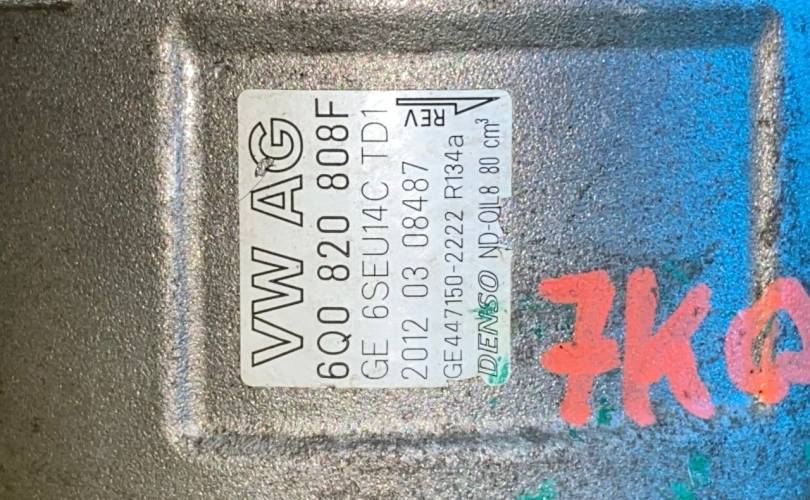 VW AG
6Q0 820 808F
GE 6SEU14C TD1
2012 03 08487
REV
GE447150-2222 R134a
DENSO ND-OIL8 80 cm³
7KQ